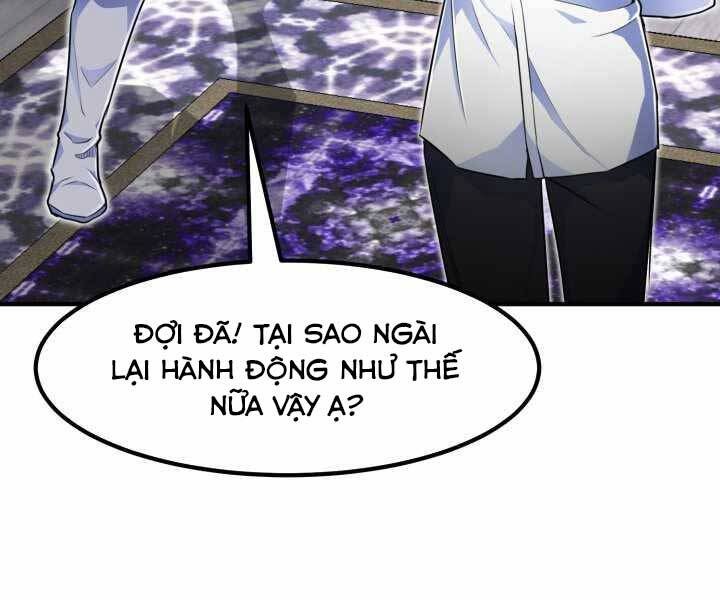 ĐỢI ĐÃ! TẠI SAO NGÀI
LẠI HÀNH ĐỘNG NHƯ THẾ
NỮA VẬY Ạ?